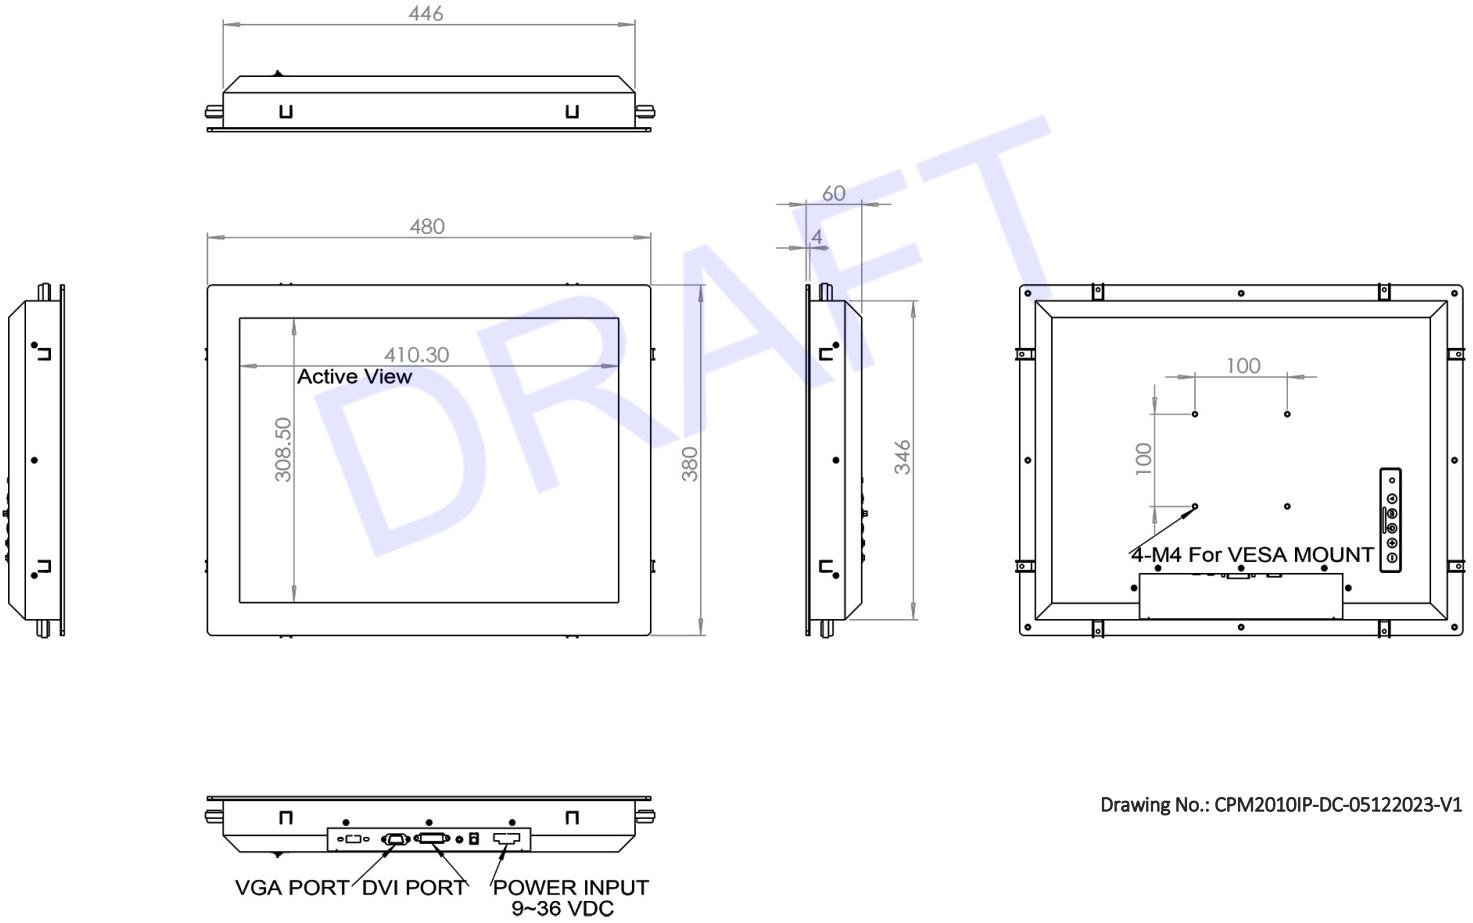 446
60
480
4
DRAFT
410.30
Active View
308.50
380
346
100
100
4-M4 For VESA MOUNT
Drawing No.: CPM2010IP-DC-05122023-V1
VGA PORT
DVI PORT
POWER INPUT
9~36 VDC